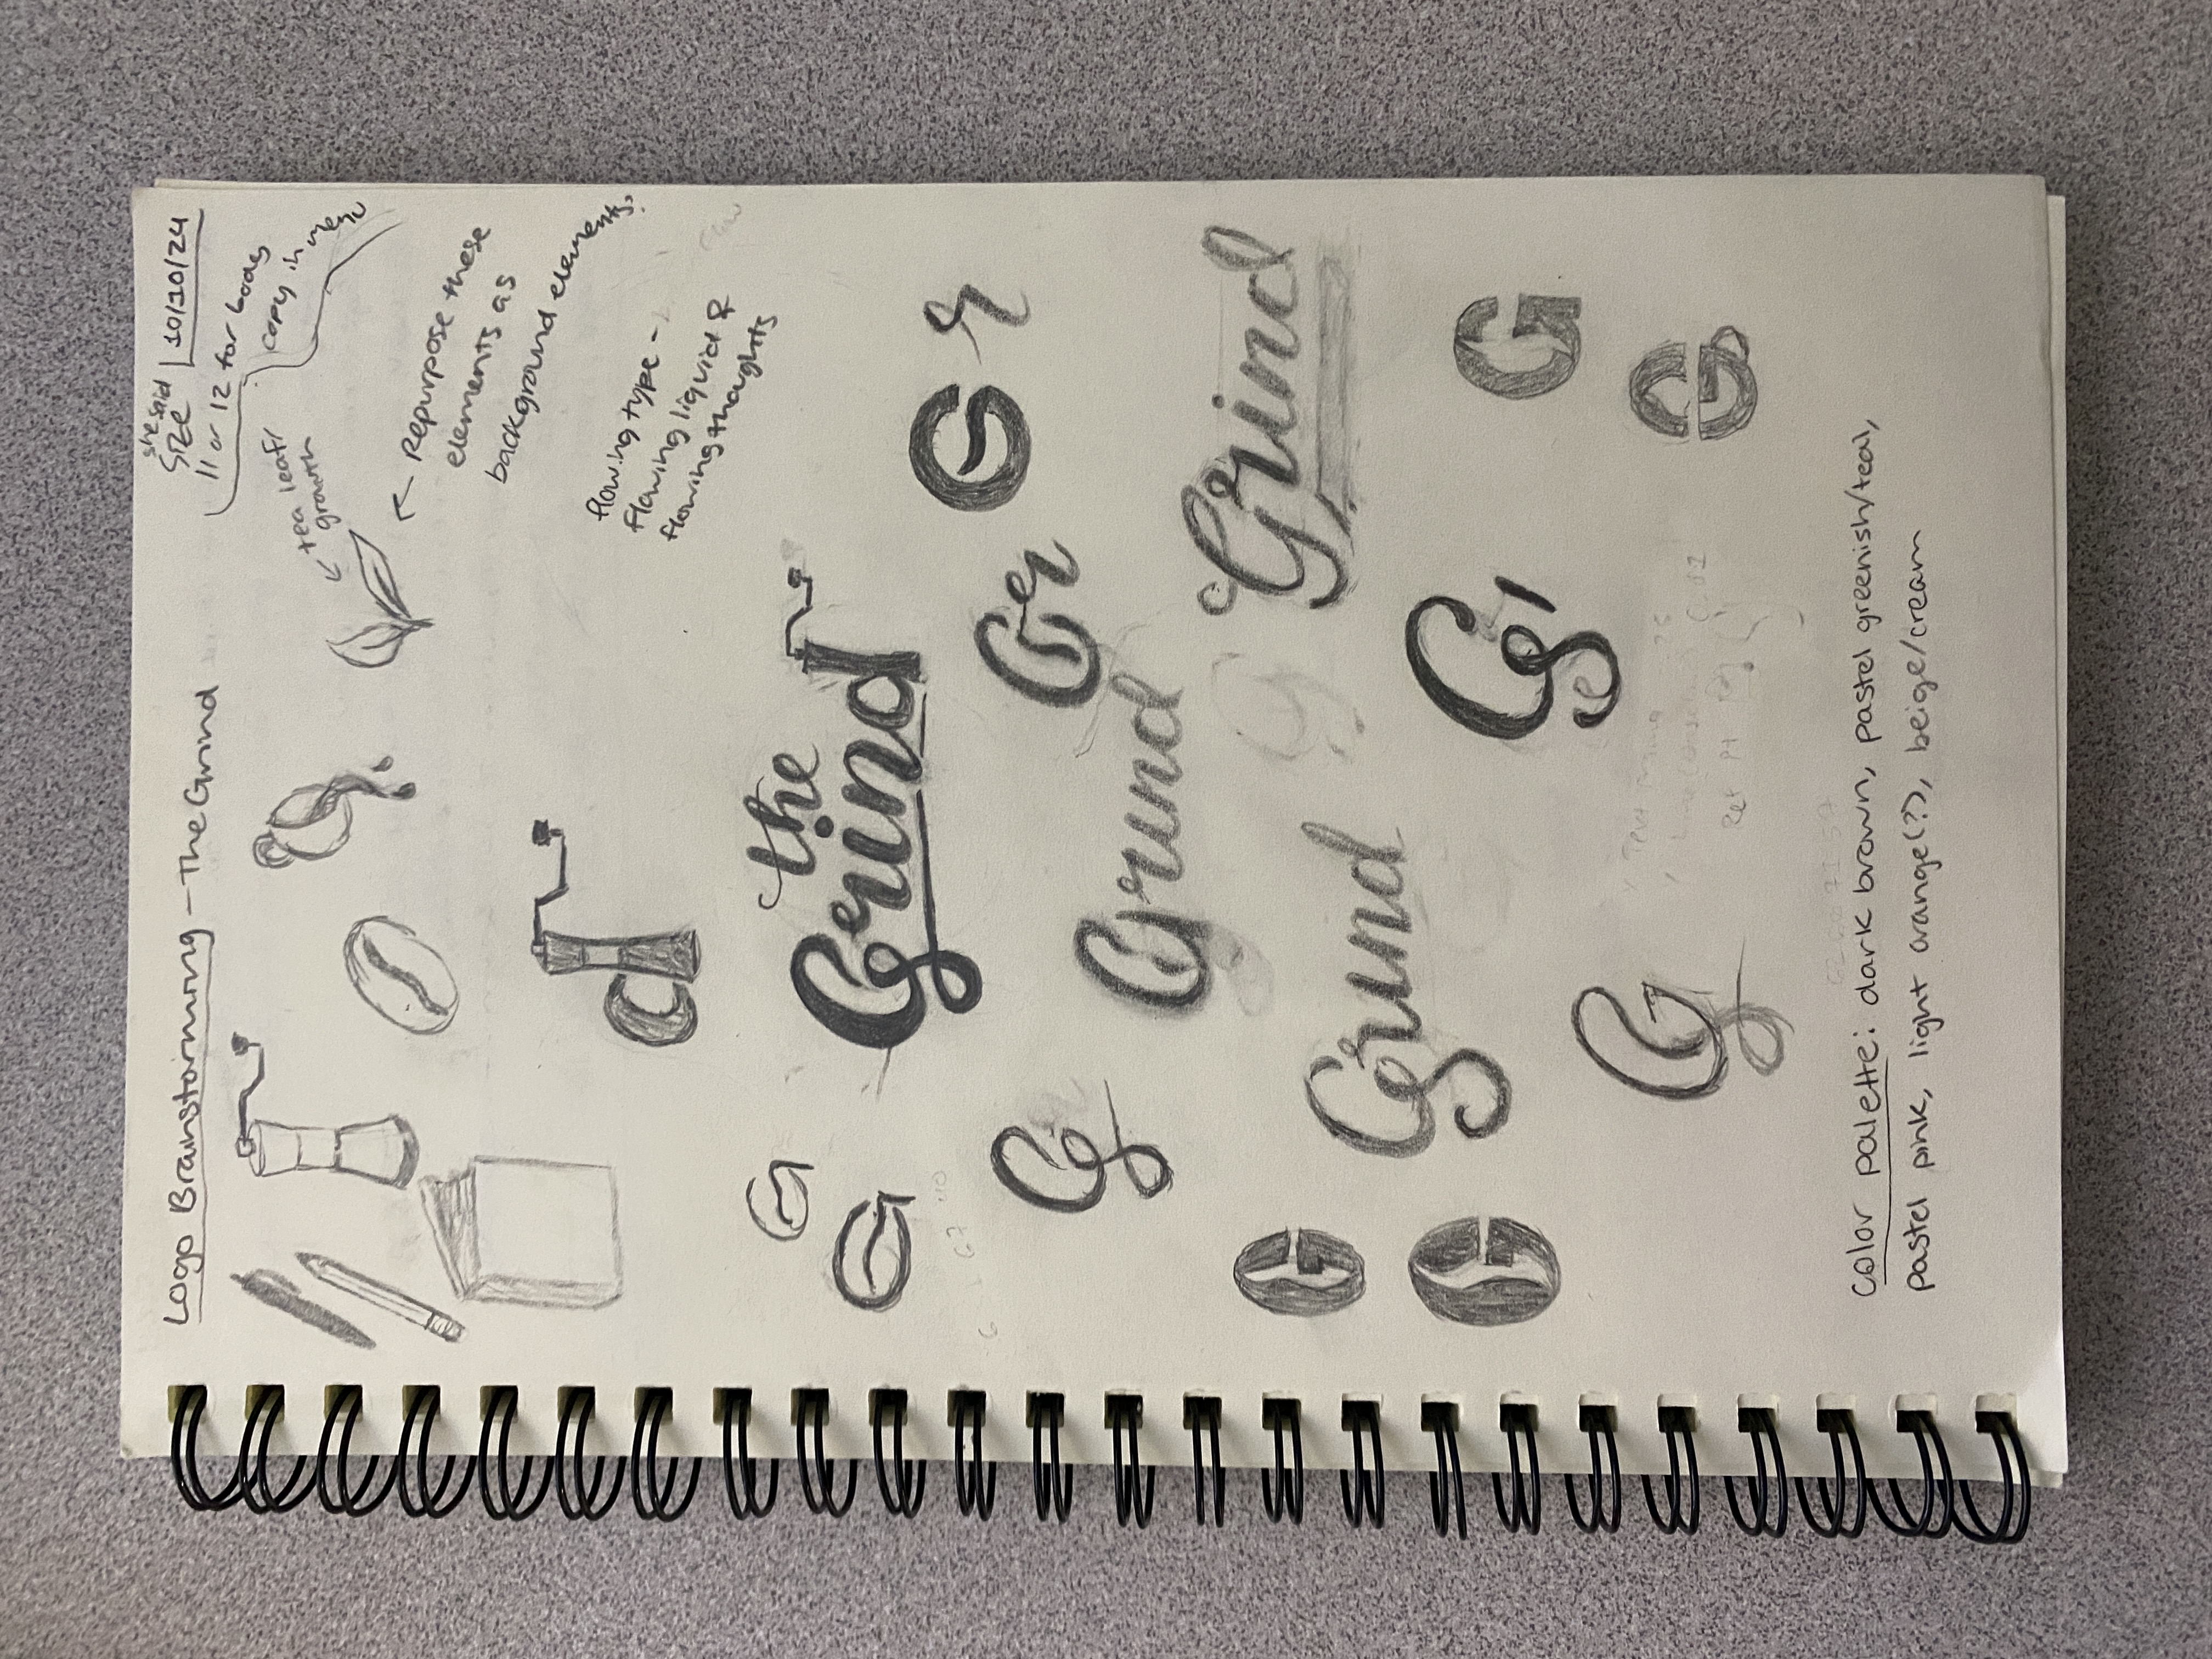 Logo Brainstorming - The Grind
she said
Size
10/10/24
11 or 12 for body
copy in menu
tea leaf/
growth
Repurpose these
elements as
background elements?
flowing type -
flowing liquid &
flowing thoughts
d
G
the
Grind
G
G r
Gr
G
Grind
Grind
G
Grind
G
G
G
G
G
Ref Pt
color palette: dark brown, pastel greenish/teal,
pastel pink, light orange(?), beige/cream